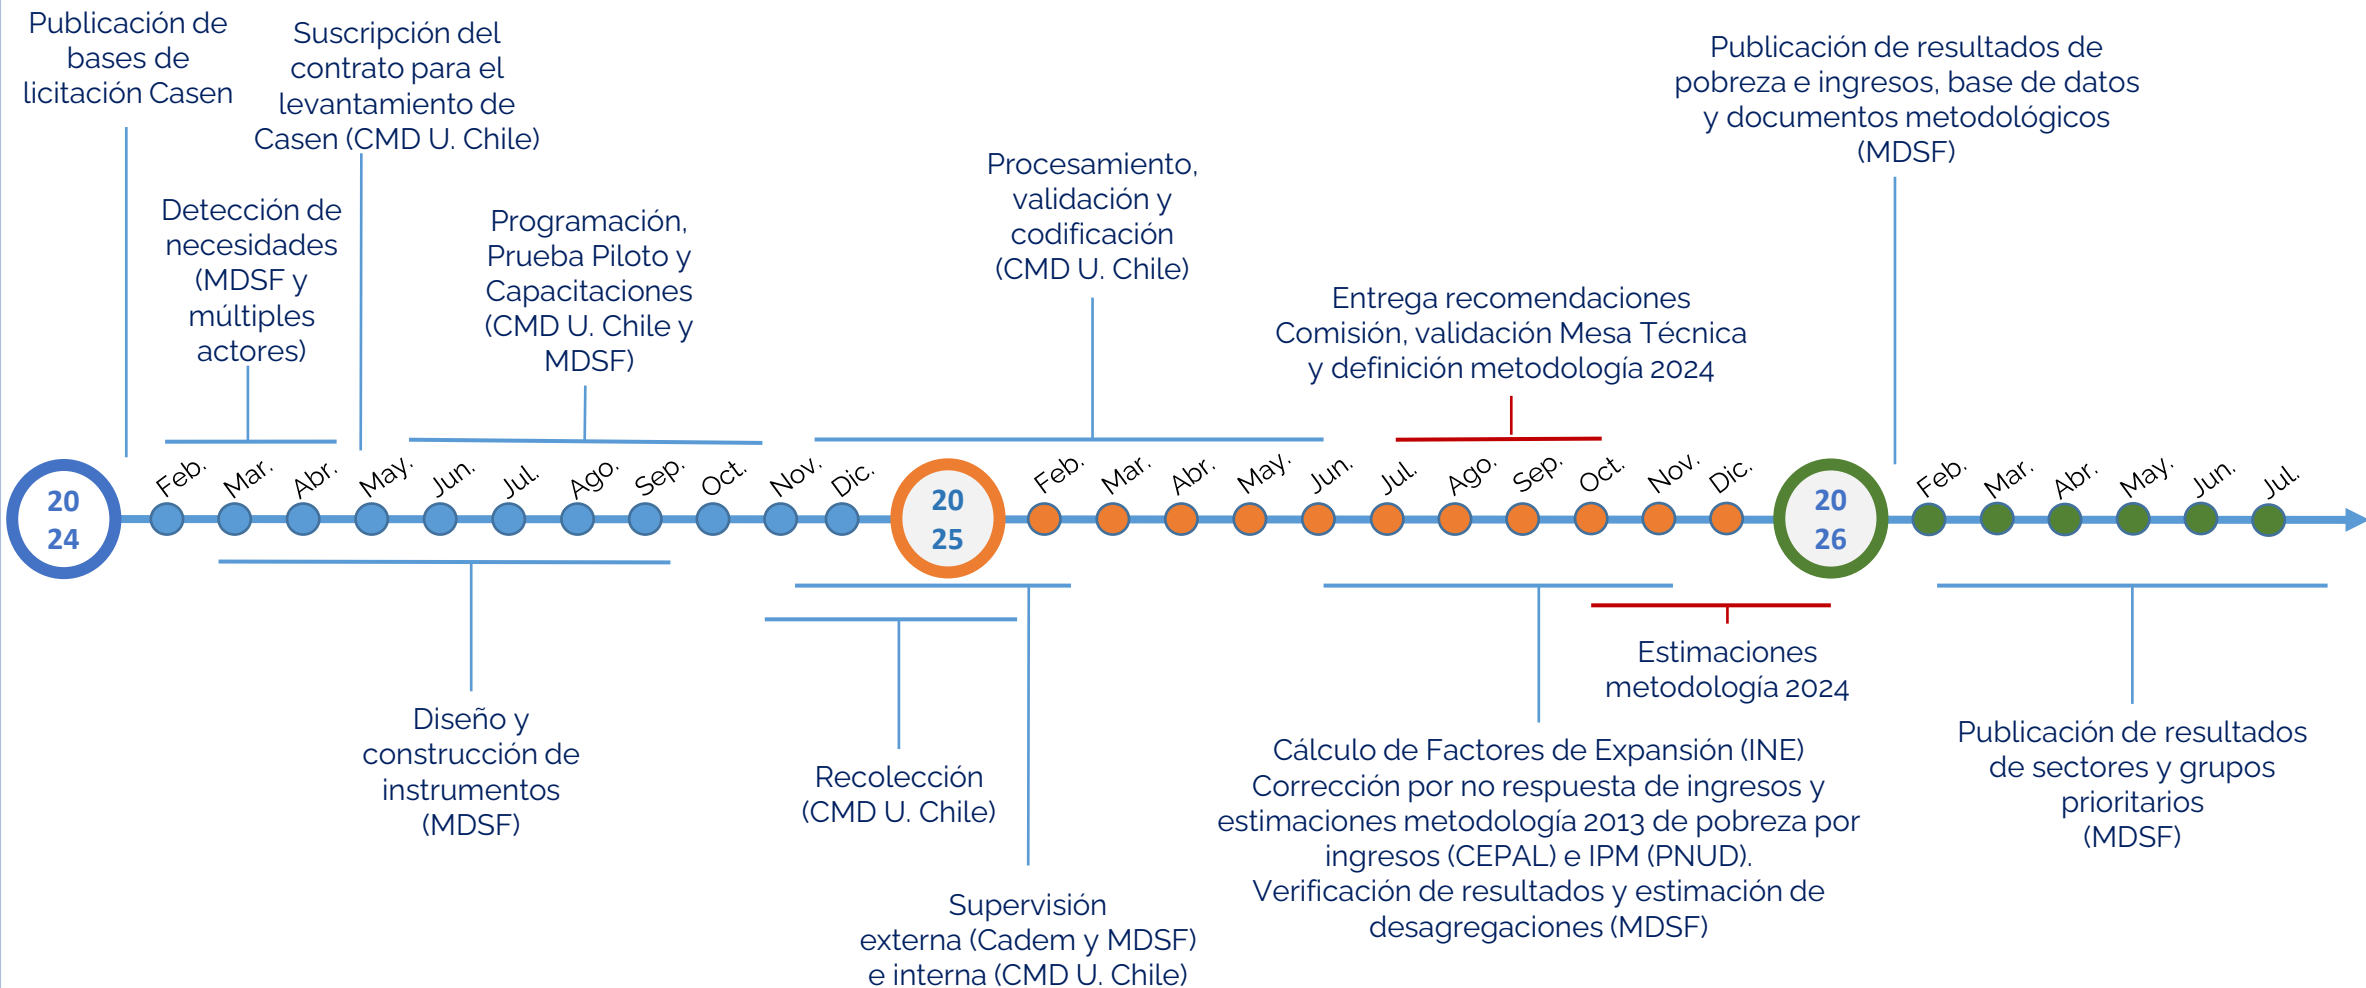 Publicación de
bases de
licitación Casen
Suscripción del
contrato para el
levantamiento de
Casen (CMD U. Chile)
Detección de
necesidades
(MDSF y
múltiples
actores)
Programación,
Prueba Piloto y
Capacitaciones
(CMD U. Chile y
MDSF)
Procesamiento,
validación y
codificación
(CMD U. Chile)
Entrega recomendaciones
Comisión, validación Mesa Técnica
y definición metodología 2024
Publicación de resultados de
pobreza e ingresos, base de datos
y documentos metodológicos
(MDSF)
20
24
Feb.
Mar.
Abr.
May.
Jun.
Jul.
Ago.
Sep.
Oct.
Nov.
Dic.
20
25
Feb.
Mar.
Abr.
May.
Jun.
Jul.
Ago.
Sep.
Oct.
Nov.
Dic.
20
26
Feb.
Mar.
Abr.
May.
Jun.
Jul.
Diseño y
construcción de
instrumentos
(MDSF)
Recolección
(CMD U. Chile)
Supervisión
externa (Cadem y MDSF)
e interna (CMD U. Chile)
Cálculo de Factores de Expansión (INE)
Corrección por no respuesta de ingresos y
estimaciones metodología 2013 de pobreza por
ingresos (CEPAL) e IPM (PNUD).
Verificación de resultados y estimación de
desagregaciones (MDSF)
Estimaciones
metodología 2024
Publicación de resultados
de sectores y grupos
prioritarios
(MDSF)